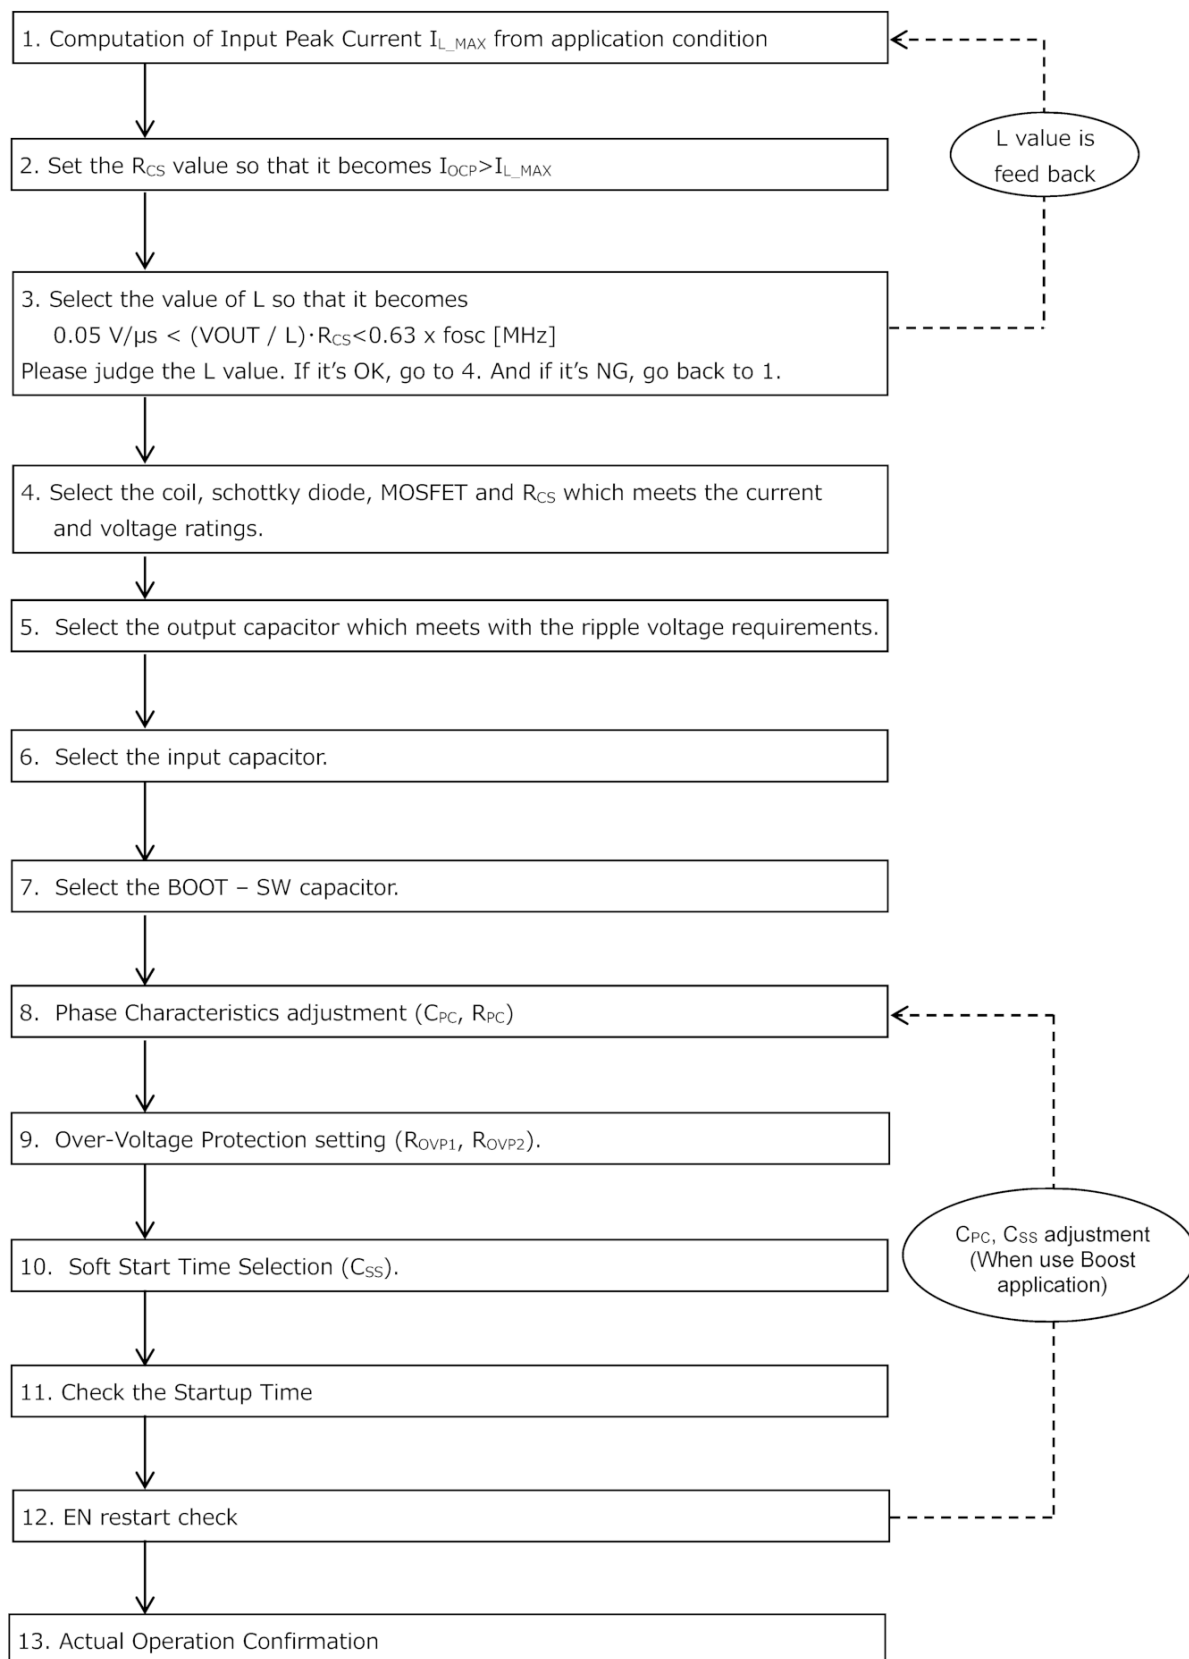 1. Computation of Input Peak Current IL_MAX from application condition
L value is
feed back
2. Set the RCS value so that it becomes IOCP>IL_MAX
3. Select the value of L so that it becomes
0.05 V/μs < (VOUT / L)･RCS<0.63 x fosc [MHz]
Please judge the L value. If it’s OK, go to 4. And if it’s NG, go back to 1.
4. Select the coil, schottky diode, MOSFET and RCS which meets the current
and voltage ratings.
5. Select the output capacitor which meets with the ripple voltage requirements.
6. Select the input capacitor.
7. Select the BOOT – SW capacitor.
8. Phase Characteristics adjustment (CPC, RPC)
9. Over-Voltage Protection setting (ROVP1, ROVP2).
10. Soft Start Time Selection (CSS).
CPC, CSS adjustment
(When use Boost
application)
11. Check the Startup Time
12. EN restart check
13. Actual Operation Confirmation